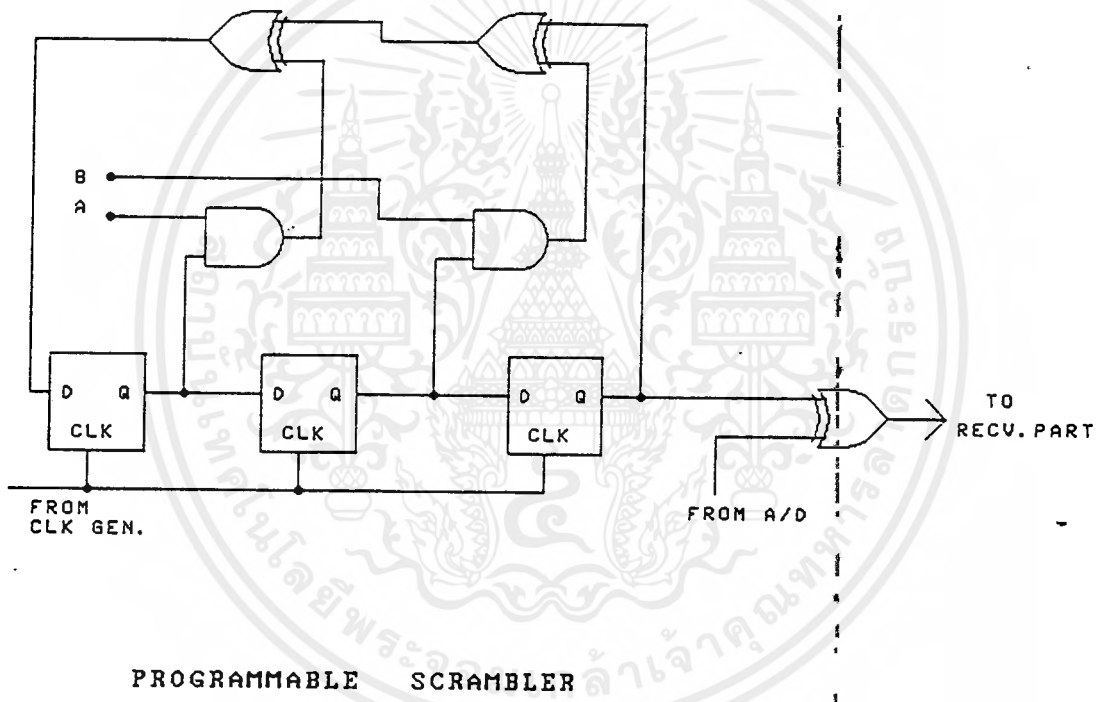 B
A
D Q
CLK
D Q
CLK
D Q
CLK
TO
RECV.PART
FROM
CLK GEN.
FROM A/D
PROGRAMMABLE SCRAMBLER